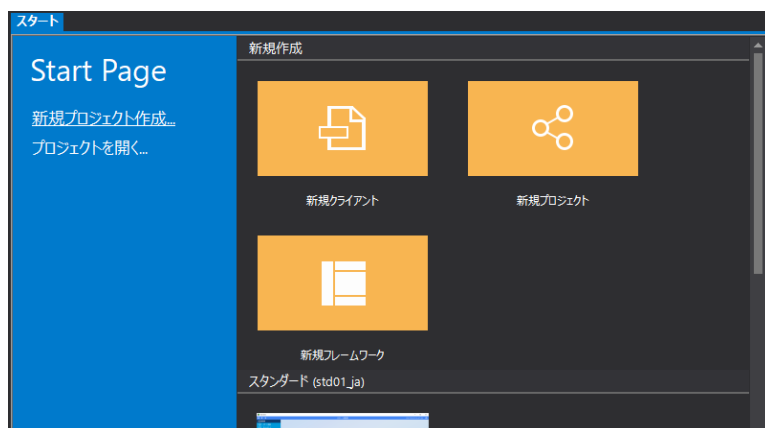 スタート
Start Page
新規プロジェクト作成...
プロジェクトを開く...
新規作成
新規クライアント
新規プロジェクト
新規フレームワーク
スタンダード (std01_ja)